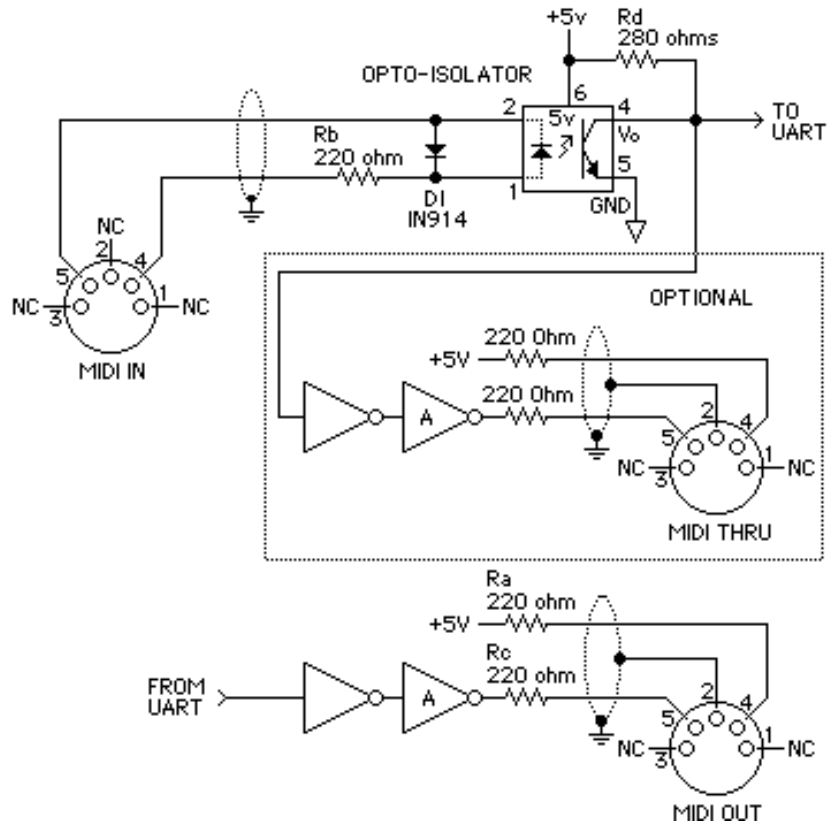 +5v
Rd
280 ohms
OPTO-ISOLATOR
6
2
4
5v
Vo
TO
UART
Rb
220 ohm
1
5
DI
IN914
GND
NC
2
5
4
NC
3
1
NC
MIDI IN
OPTIONAL
220 Ohm
+5V
220 Ohm
A
2
5
4
NC
3
1
NC
MIDI THRU
Ra
220 ohm
+5V
Rc
220 ohm
FROM
UART
A
2
5
4
NC
3
1
NC
MIDI OUT